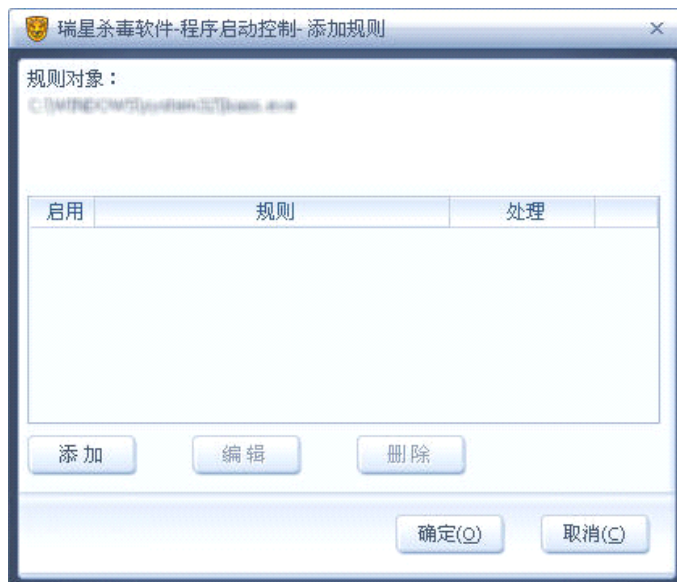 瑞星杀毒软件-程序启动控制- 添加规则
规则对象：
启用 规则 处理
添加 编辑 删除
确定(O) 取消(C)